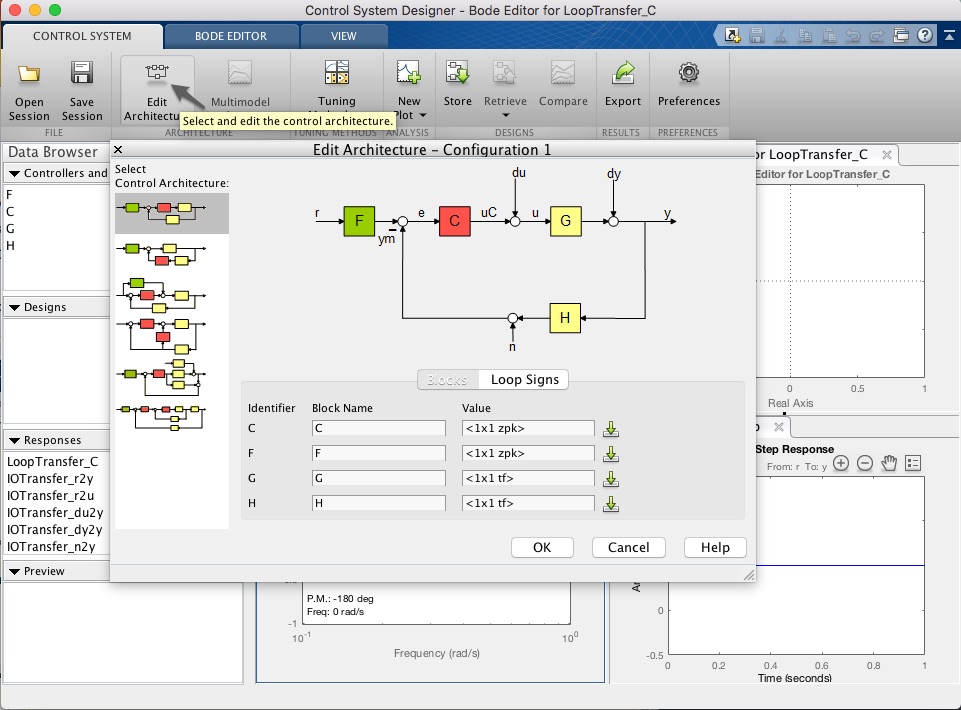 Control System Designer - Bode Editor for LoopTransfer_C
CONTROL SYSTEM BODE EDITOR VIEW
Open Session
Save Session
Edit Architectu
Multimodel
Tuning
New Plot
Store
Retrieve
Compare
Export
Preferences
Select and edit the control architecture.
FILE ARCHITECTURE TUNING METHODS ANALYSIS DESIGNS RESULTS PREFERENCES
Data Browser
Controllers and
F
C
G
H
Designs
Responses
LoopTransfer_C
IOTransfer_r2y
IOTransfer_r2u
IOTransfer_du2y
IOTransfer_dy2y
IOTransfer_n2y
Preview
Edit Architecture – Configuration 1
Select
Control Architecture:
du dy
r F e C uC u G y
ym
H
n
Blocks Loop Signs
Identifier Block Name Value
C C <1x1 zpk>
F F <1x1 zpk>
G G <1x1 tf>
H H <1x1 tf>
OK Cancel Help
or LoopTransfer_C
Editor for LoopTransfer_C
0 0.5 1
Real Axis
Step Response
From: r To: y
P.M.: -180 deg
Freq: 0 rad/s
-1
10-1 100
Frequency (rad/s)
0
-0.5
0 0.2 0.4 0.6 0.8 1
Time (seconds)